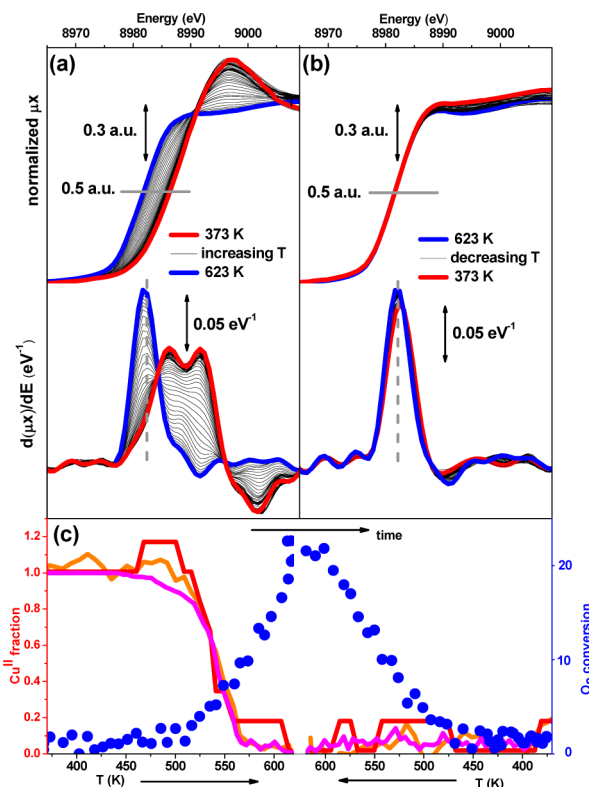 Energy (eV)
Energy (eV)
8970 8980 8990 9000
8970 8980 8990 9000
(a)
(b)
normalized μx
0.3 a.u.
0.3 a.u.
0.5 a.u.
0.5 a.u.
373 K
increasing T
623 K
623 K
decreasing T
373 K
d(μx)/dE (eV⁻¹)
0.05 eV⁻¹
0.05 eV⁻¹
(c)
time
Cu^II fraction
1.2
1.0
0.8
0.6
0.4
0.2
0.0
20
10
0
conversion
400 450 500 550 600
600 550 500 450 400
T (K)
T (K)